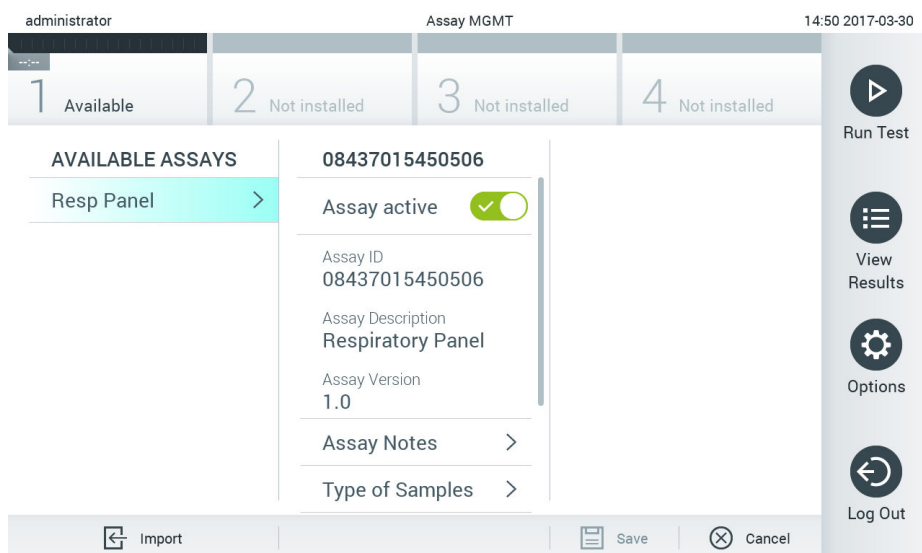 administrator
Assay MGMT
14:50 2017-03-30
--:--
1 Available
2 Not installed
3 Not installed
4 Not installed
Run Test
View
Results
Options
Log Out
AVAILABLE ASSAYS
Resp Panel
08437015450506
Assay active
Assay ID
08437015450506
Assay Description
Respiratory Panel
Assay Version
1.0
Assay Notes
Type of Samples
Import
Save
Cancel